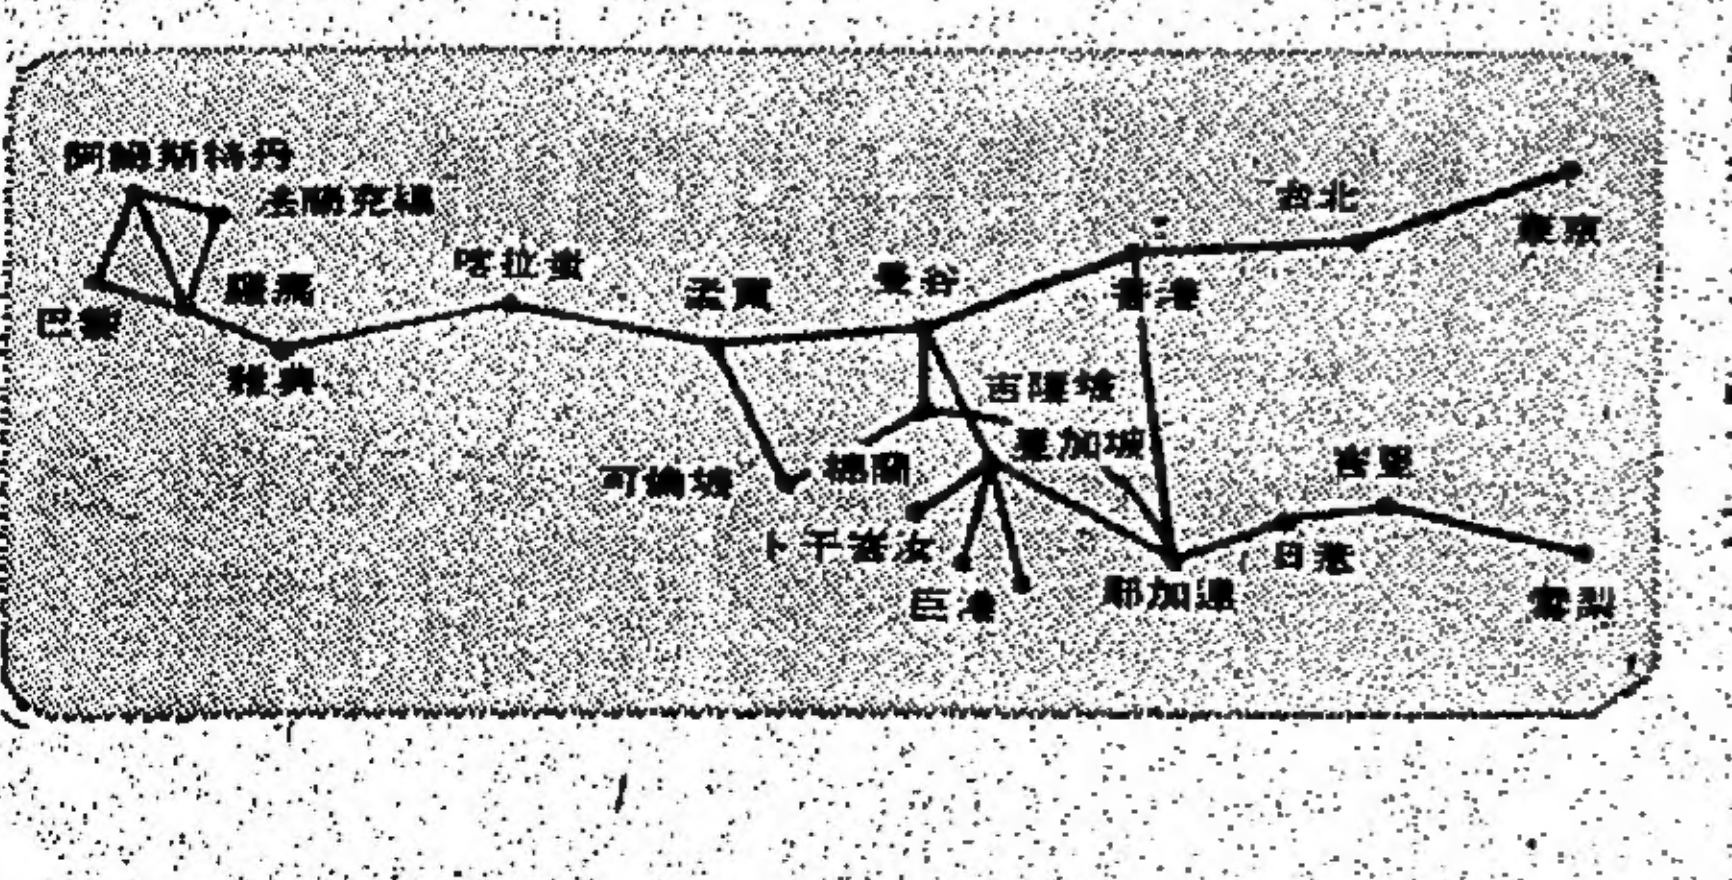 阿姆斯特丹
法蘭克福
台北
東京
羅馬
喀拉蚩
孟買
曼谷
香港
巴黎
雅典
吉隆坡
星加坡
可倫坡
棉蘭
峇里
卜干峇汝
巨港
耶加達
日惹
雪梨